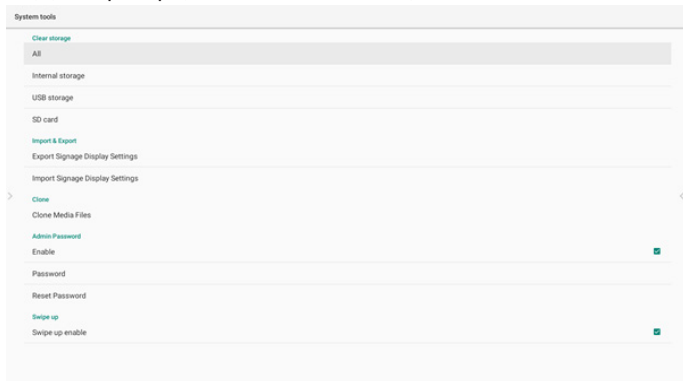 System tools
Clear storage
All
Internal storage
USB storage
SD card
Import & Export
Export Signage Display Settings
Import Signage Display Settings
Clone
Clone Media Files
Admin Password
Enable
Password
Reset Password
Swipe up
Swipe up enable